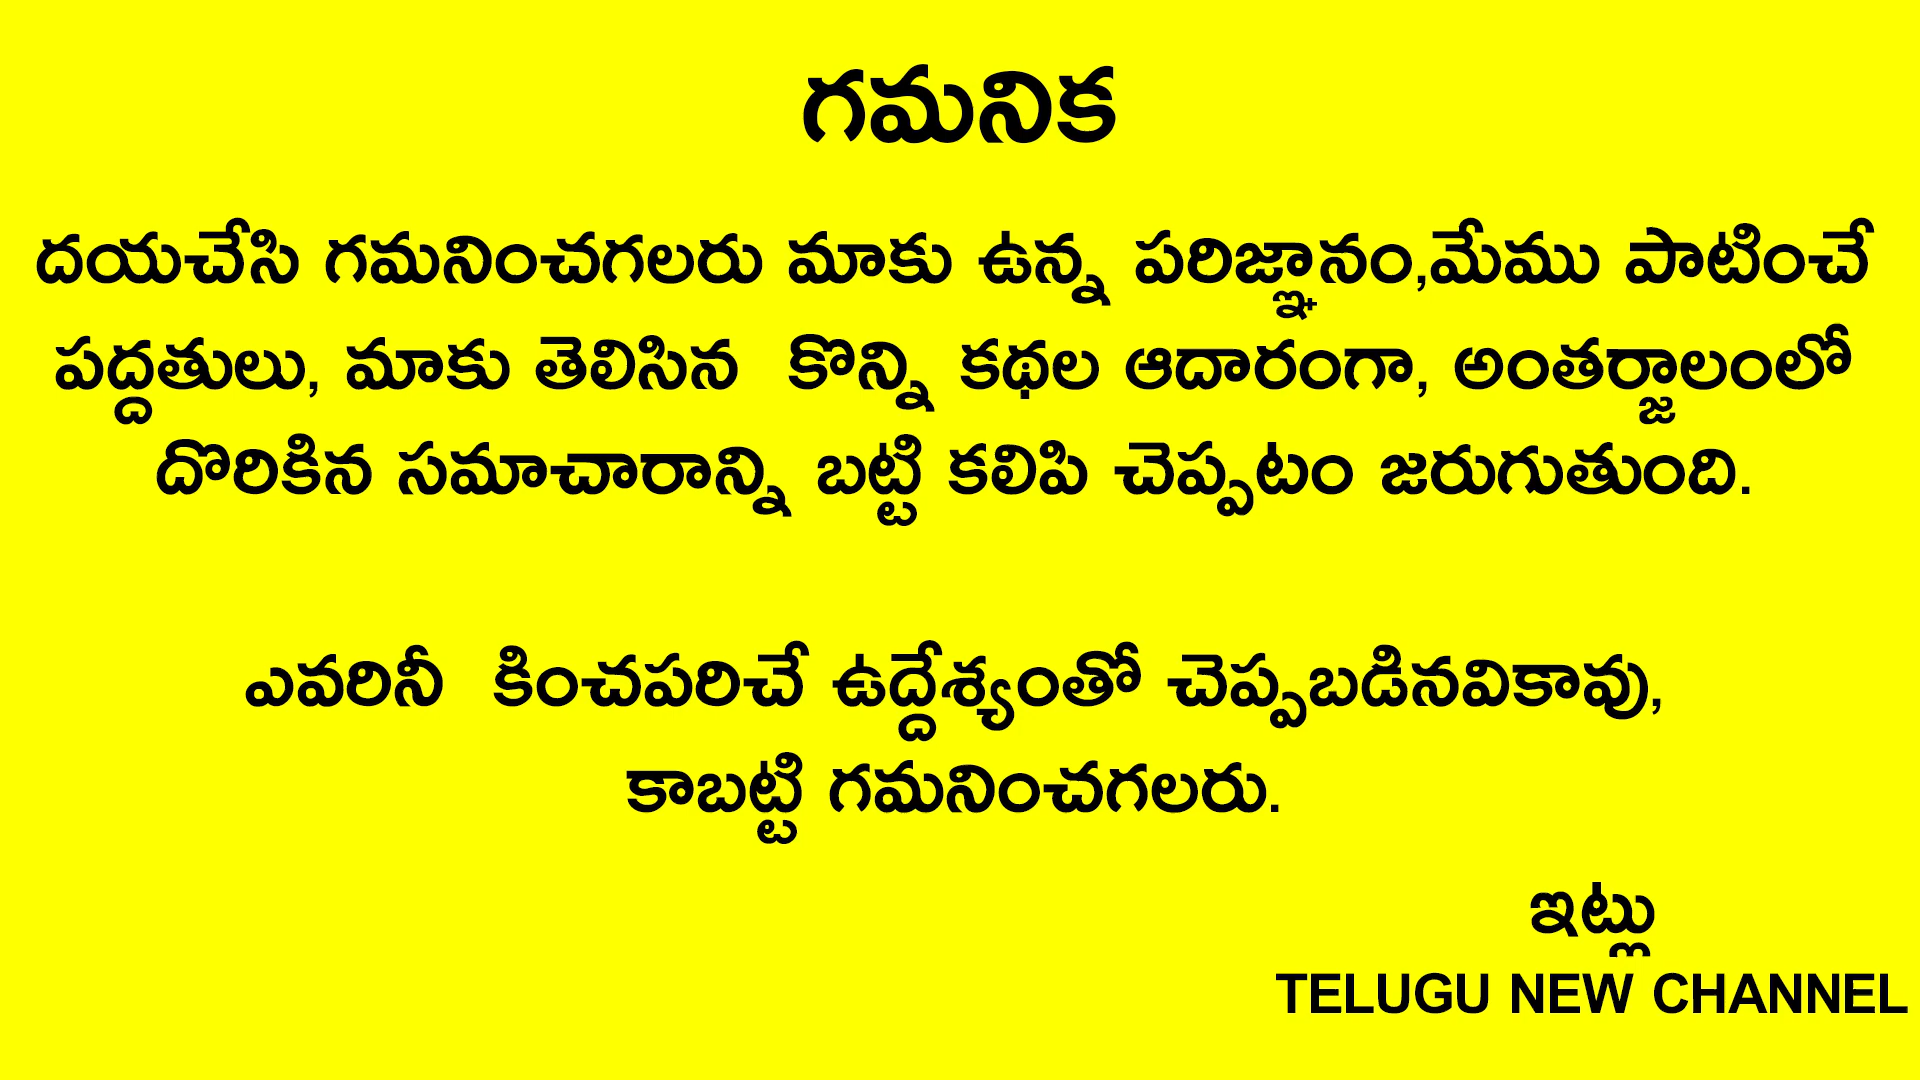 గమనిక
దయచేసి గమనించగలరు మాకు ఉన్న పరిజ్ఞానం,మేము పాటించే
పద్దతులు, మాకు తెలిసిన  కొన్ని కథల ఆదారంగా, అంతర్జాలంలో
దొరికిన సమాచారాన్ని బట్టి కలిపి చెప్పటం జరుగుతుంది.
ఎవరినీ  కించపరిచే ఉద్దేశ్యంతో చెప్పబడినవికావు,
కాబట్టి గమనించగలరు.
ఇట్లు
TELUGU NEW CHANNEL